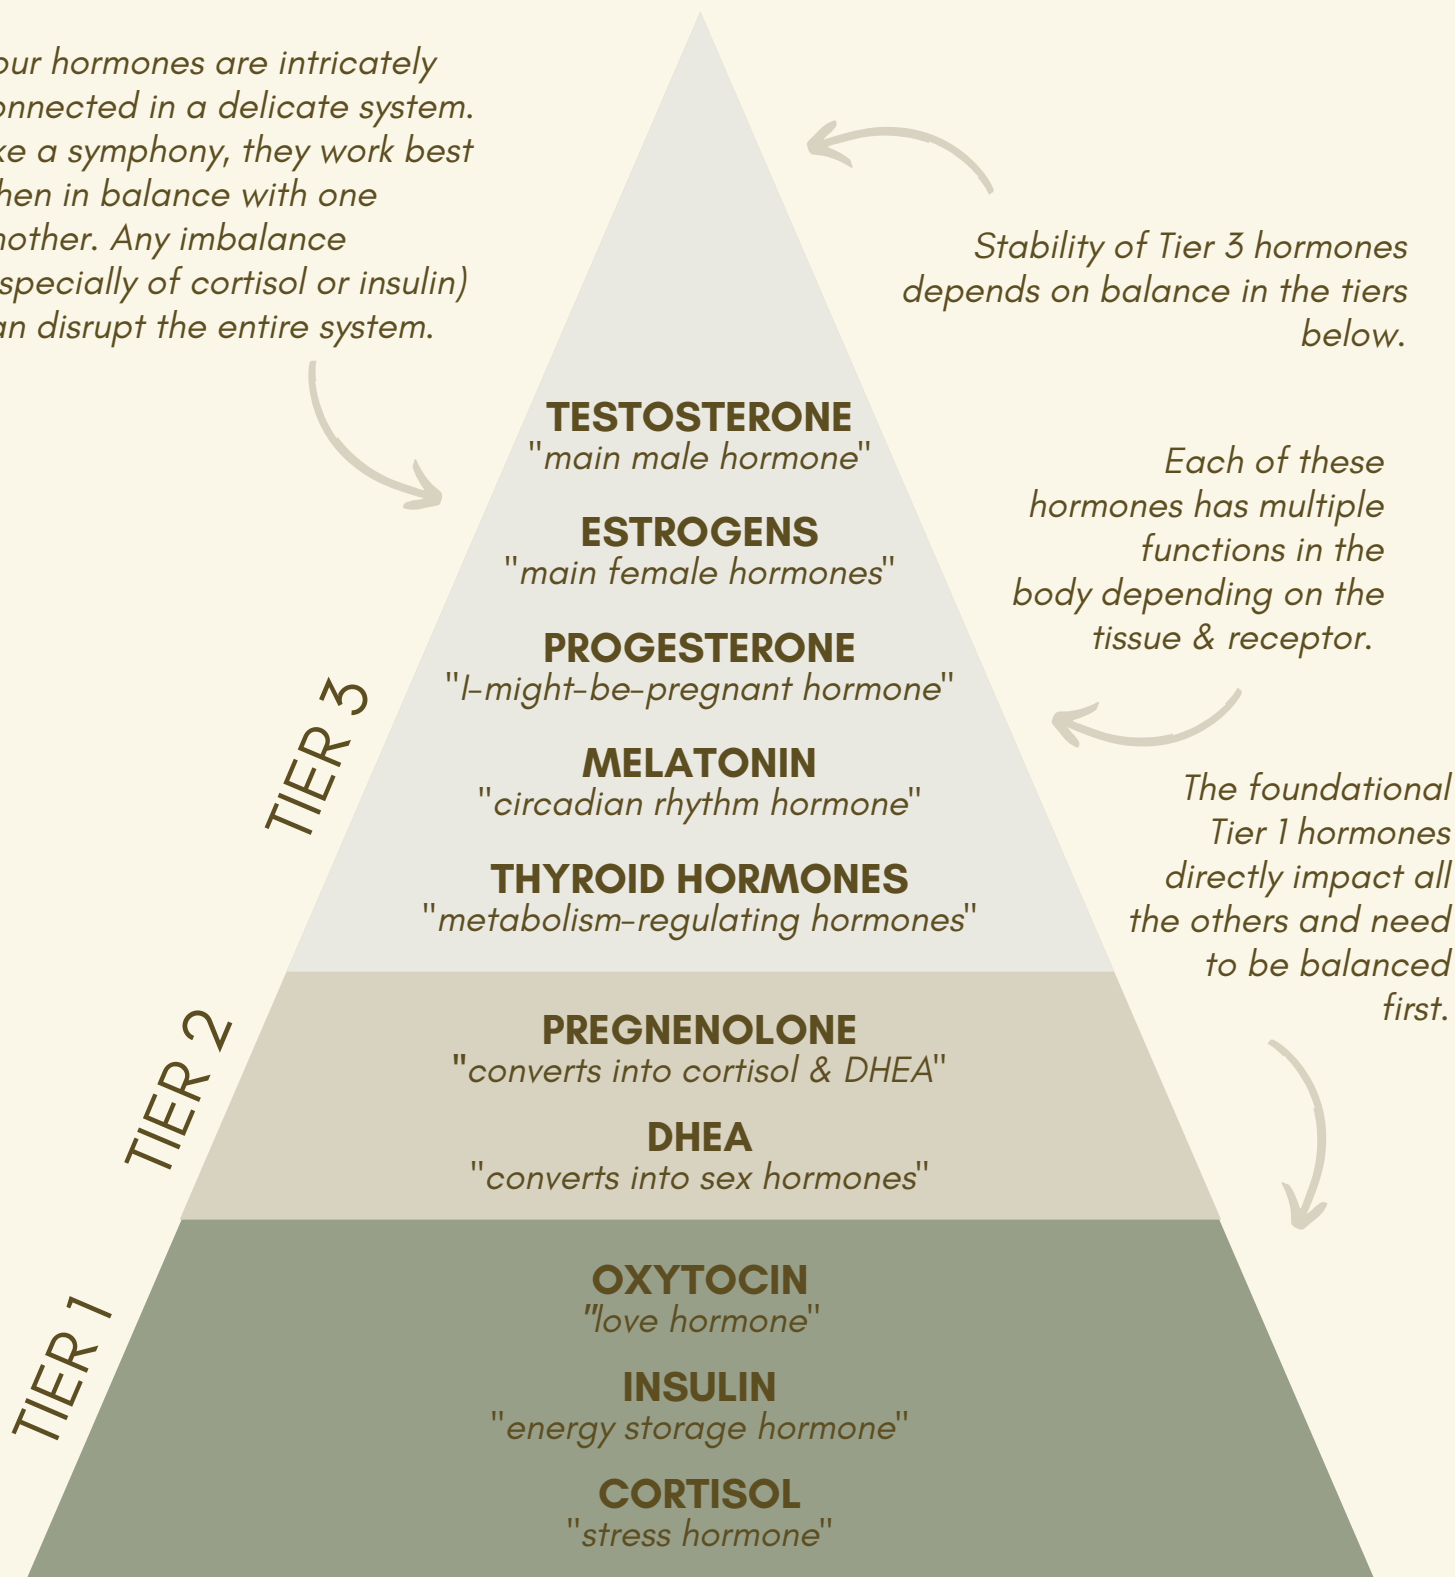 our hormones are intricately
onnected in a delicate system.
ke a symphony, they work best
hen in balance with one
nother. Any imbalance
specially of cortisol or insulin)
an disrupt the entire system.
Stability of Tier 3 hormones
depends on balance in the tiers
below.
Each of these
hormones has multiple
functions in the
body depending on the
tissue & receptor.
The foundational
Tier 1 hormones
directly impact all
the others and need
to be balanced
first.
TIER 3
TESTOSTERONE
"main male hormone"
ESTROGENS
"main female hormones"
PROGESTERONE
"I-might-be-pregnant hormone"
MELATONIN
"circadian rhythm hormone"
THYROID HORMONES
"metabolism-regulating hormones"
TIER 2
PREGNENOLONE
"converts into cortisol & DHEA"
DHEA
"converts into sex hormones"
TIER 1
OXYTOCIN
"love hormone"
INSULIN
"energy storage hormone"
CORTISOL
"stress hormone"